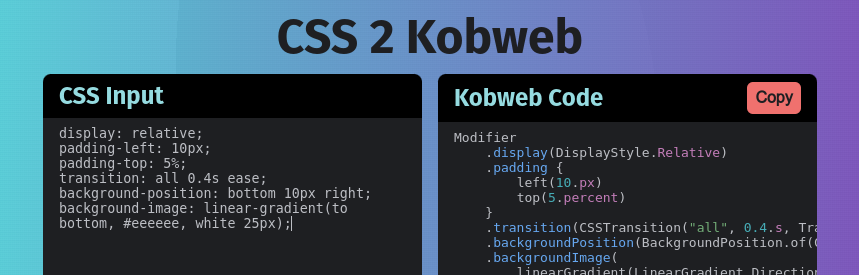 CSS 2 Kobweb
CSS Input
display: relative;
padding-left: 10px;
padding-top: 5%;
transition: all 0.4s ease;
background-position: bottom 10px right;
background-image: linear-gradient(to
bottom, #eeeeee, white 25px);
Kobweb Code
Copy
Modifier
.display(DisplayStyle.Relative)
.padding {
left(10.px)
top(5.percent)
}
.transition(CSSTransition("all", 0.4.s, Tra
.backgroundPosition(BackgroundPosition.of(
.backgroundImage(
linearGradient(LinearGradient.Direction